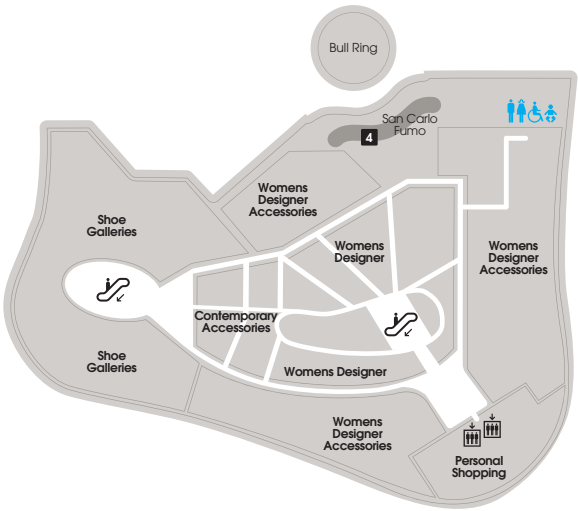 Bull Ring
San Carlo
Fumo
4
Womens
Designer
Accessories
Shoe
Galleries
Womens
Designer
Womens
Designer
Accessories
Contemporary
Accessories
Shoe
Galleries
Womens Designer
Womens
Designer
Accessories
Personal
Shopping